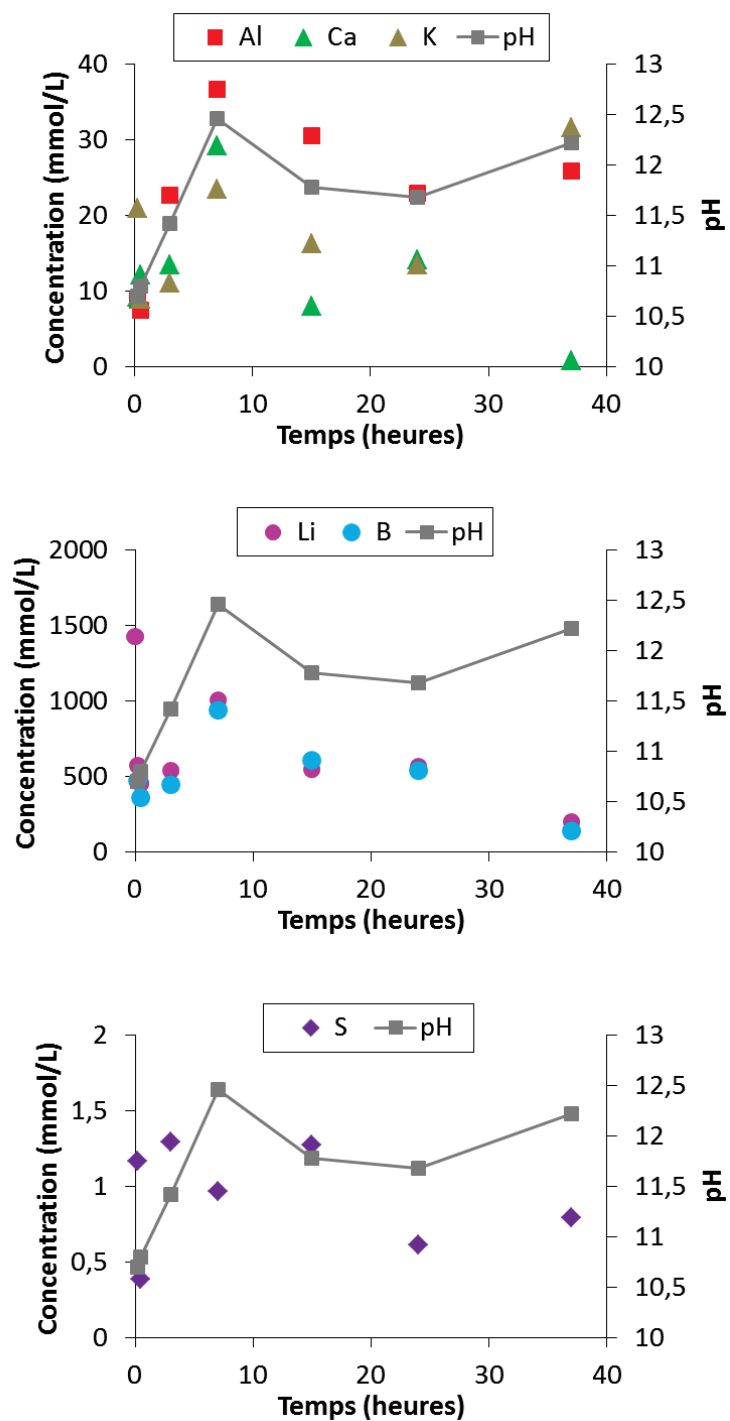 Al Ca K pH
Concentration (mmol/L)
40
30
20
10
0
13
12,5
12
11,5
11
10,5
10
pH
0 10 20 30 40
Temps (heures)
Li B pH
Concentration (mmol/L)
2000
1500
1000
500
0
13
12,5
12
11,5
11
10,5
10
pH
0 10 20 30 40
Temps (heures)
S pH
Concentration (mmol/L)
2
1,5
1
0,5
0
13
12,5
12
11,5
11
10,5
10
pH
0 10 20 30 40
Temps (heures)